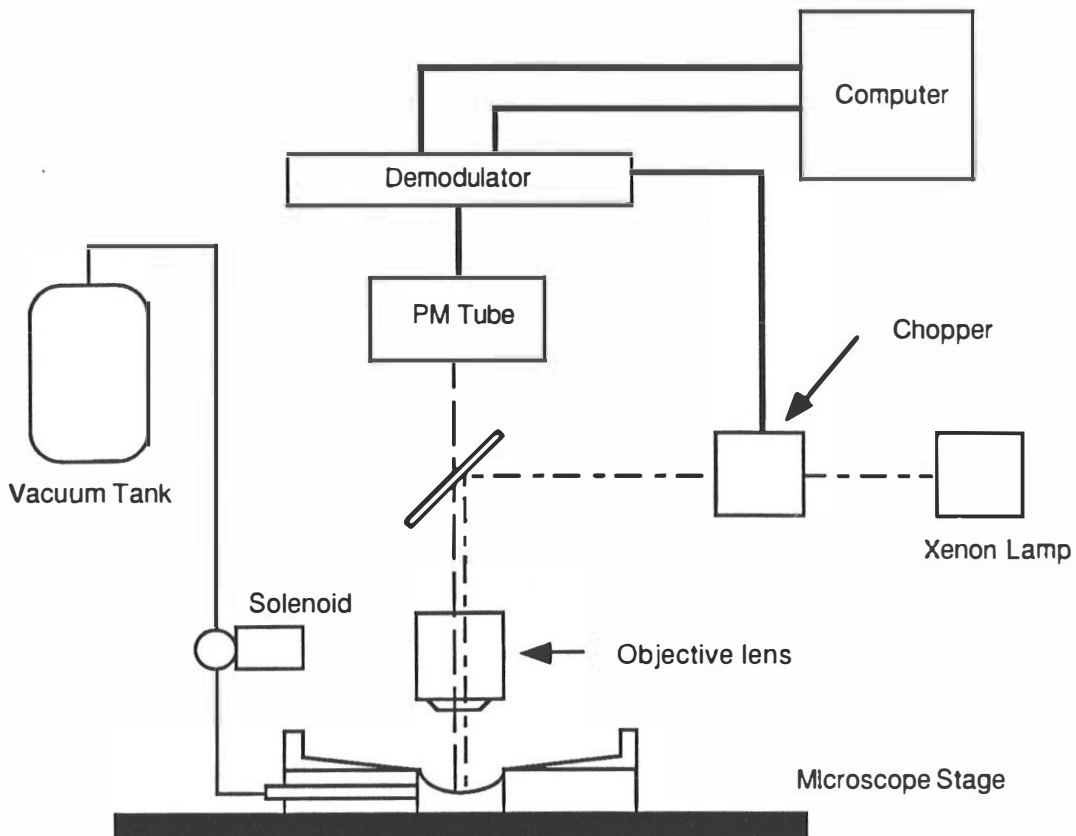 Computer
Demodulator
PM Tube
Chopper
Vacuum Tank
Xenon Lamp
Solenoid
Objective lens
Microscope Stage